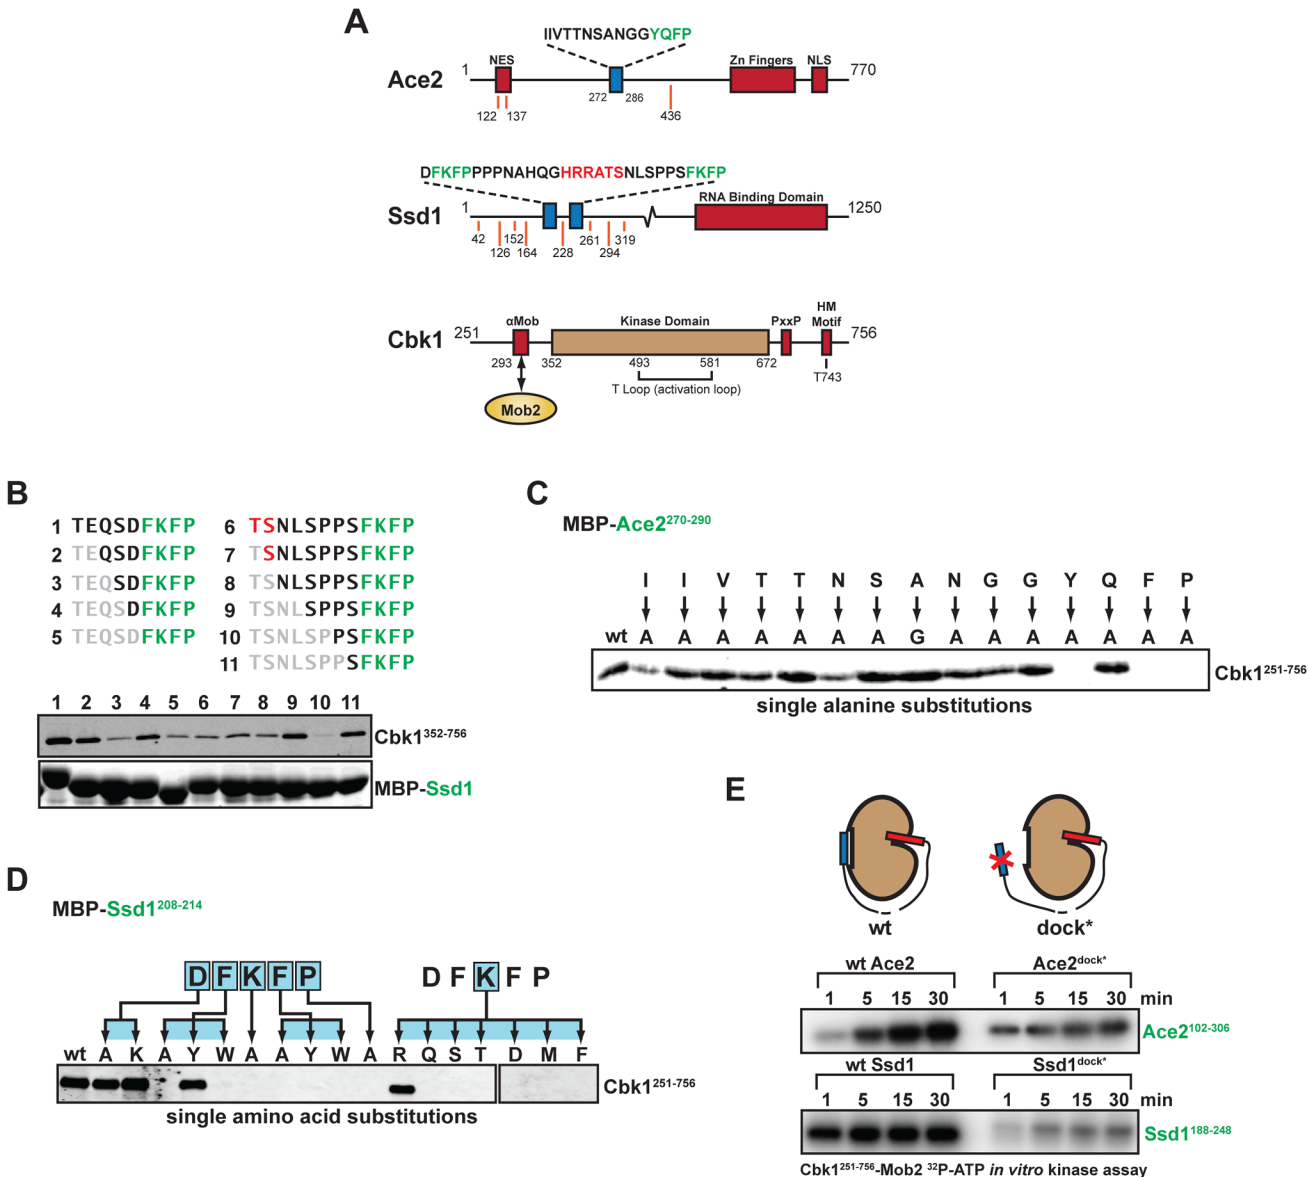 A
IIVTTNSANGGYQFP
NES
Zn Fingers
NLS
Ace2
1
770
272
286
122
137
436
DFKFPPPPNAHQGHRRATSNLSPPSFKFP
RNA Binding Domain
Ssd1
1
1250
42
152
261
319
126
164
228
294
HM
αMob
Kinase Domain
PxxP
Motif
Cbk1
251
756
293
352
493
581
672
T743
T Loop (activation loop)
Mob2
B
1 TEQSDFKFP
2 TEQSDFKFP
3 TEQSDFKFP
4 TEQSDFKFP
5 TEQSDFKFP
6 TSNLSPPSFKFP
7 TSNLSPPSFKFP
8 TSNLSPPSFKFP
9 TSNLSPPSFKFP
10 TSNLSPPSFKFP
11 TSNLSPPSFKFP
1 2 3 4 5 6 7 8 9 10 11
Cbk1352-756
MBP-Ssd1
C
MBP-Ace2270-290
I I V T T N S A N G G Y Q F P
wt A A A A A A A G A A A A A A A
Cbk1251-756
single alanine substitutions
D
MBP-Ssd1208-214
D F K F P
D F K F P
wt A K A Y W A A Y W A R Q S T D M F
Cbk1251-756
single amino acid substitutions
E
wt
dock*
wt Ace2
Ace2dock*
1 5 15 30
1 5 15 30 min
Ace2102-306
wt Ssd1
Ssd1dock*
1 5 15 30
1 5 15 30 min
Ssd1188-248
Cbk1251-756-Mob2 32P-ATP in vitro kinase assay